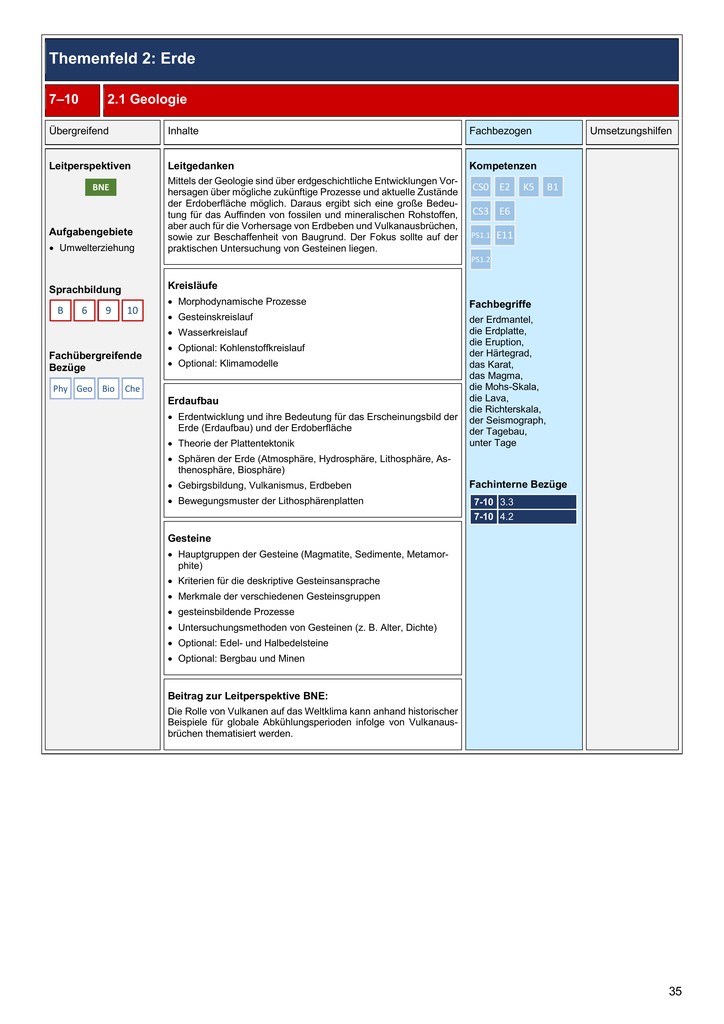 Themenfeld 2: Erde
7–10 2.1 Geologie
Übergreifend Inhalte Fachbezogen Umsetzungshilfen
Leitperspektiven
BNE
Aufgabengebiete
• Umwelterziehung
Sprachbildung
B 6 9 10
Fachübergreifende
Bezüge
Phy Geo Bio Che
Leitgedanken
Mittels der Geologie sind über erdgeschichtliche Entwicklungen Vor-
hersagen über mögliche zukünftige Prozesse und aktuelle Zustände
der Erdoberfläche möglich. Daraus ergibt sich eine große Bedeu-
tung für das Auffinden von fossilen und mineralischen Rohstoffen,
aber auch für die Vorhersage von Erdbeben und Vulkanausbrüchen,
sowie zur Beschaffenheit von Baugrund. Der Fokus sollte auf der
praktischen Untersuchung von Gesteinen liegen.
Kreisläufe
• Morphodynamische Prozesse
• Gesteinskreislauf
• Wasserkreislauf
• Optional: Kohlenstoffkreislauf
• Optional: Klimamodelle
Erdaufbau
• Erdentwicklung und ihre Bedeutung für das Erscheinungsbild der
Erde (Erdaufbau) und der Erdoberfläche
• Theorie der Plattentektonik
• Sphären der Erde (Atmosphäre, Hydrosphäre, Lithosphäre, As-
thenosphäre, Biosphäre)
• Gebirgsbildung, Vulkanismus, Erdbeben
• Bewegungsmuster der Lithosphärenplatten
Gesteine
• Hauptgruppen der Gesteine (Magmatite, Sedimente, Metamor-
phite)
• Kriterien für die deskriptive Gesteinsansprache
• Merkmale der verschiedenen Gesteinsgruppen
• gesteinsbildende Prozesse
• Untersuchungsmethoden von Gesteinen (z. B. Alter, Dichte)
• Optional: Edel- und Halbedelsteine
• Optional: Bergbau und Minen
Beitrag zur Leitperspektive BNE:
Die Rolle von Vulkanen auf das Weltklima kann anhand historischer
Beispiele für globale Abkühlungsperioden infolge von Vulkanaus-
brüchen thematisiert werden.
Kompetenzen
CS0 E2 K5 B1
CS3 E6
PS1.1 E11
PS1.2
Fachbegriffe
der Erdmantel,
die Erdplatte,
die Eruption,
der Härtegrad,
das Karat,
das Magma,
die Mohs-Skala,
die Lava,
die Richterskala,
der Seismograph,
der Tagebau,
unter Tage
Fachinterne Bezüge
7-10 3.3
7-10 4.2
35